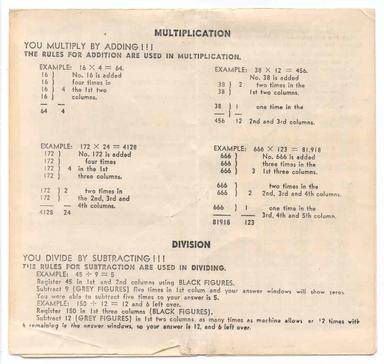 MULTIPLICATION
YOU MULTIPLY BY ADDING!!!
THE RULES FOR ADDITION ARE USED IN MULTIPLICATION.
EXAMPLE: 16 × 4 = 64.
16 ) No. 16 is added
16 ) four times in
16 ) 4 the 1st two
16 ) columns.
64 4
EXAMPLE: 38 × 12 = 456.
No. 38 is added
38 ) 2 two times in the
38 ) 1st two columns.
38 ) 1 one time in the
456 12 2nd and 3rd columns.
EXAMPLE: 172 × 24 = 4128
172 ) No. 172 is added
172 ) four times
172 ) 4 in the 1st
172 ) three columns.
172 ) 2 two times in
172 ) the 2nd, 3rd and
4th columns.
4128 24
EXAMPLE: 666 × 123 = 81,918
666 ) No. 666 is added
666 ) three times in the
666 ) 3 1st three columns.
666 ) two times in the
666 ) 2 2nd, 3rd and 4th columns.
666 ) 1 one time in the
3rd, 4th and 5th column.
81918 123
DIVISION
YOU DIVIDE BY SUBTRACTING!!!
THE RULES FOR SUBTRACTION ARE USED IN DIVIDING.
EXAMPLE: 45 ÷ 9 = 5
Register 45 in 1st and 2nd columns using BLACK FIGURES.
Subtract 9 (GREY FIGURES) five times in 1st colum and your answer windows will show zeros
You were able to subtract five times so your answer is 5.
EXAMPLE: 150 ÷ 12 = 12 and 6 left over.
Register 150 in 1st three columns (BLACK FIGURES).
Subtract 12 (GREY FIGURES) in 1st columns, as many times as machine allows or 12 times with
6 remaining in the answer windows, so your answer is 12, and 6 left over.